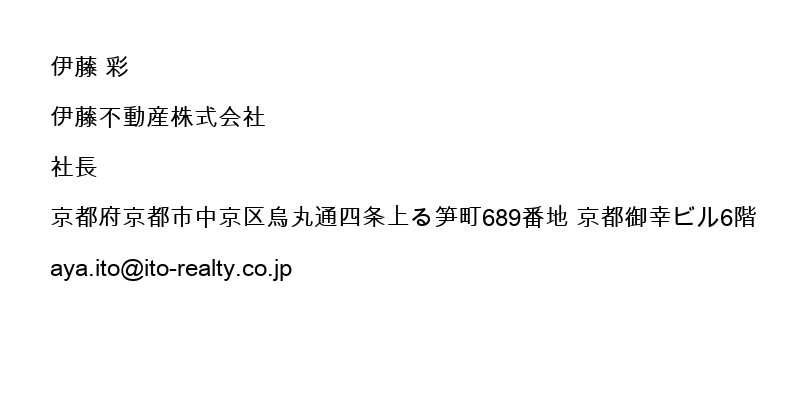 伊藤 彩
伊藤不動産株式会社
社長
京都府京都市中京区烏丸通四条上る笋町689番地 京都御幸ビル6階
aya.ito@ito-realty.co.jp